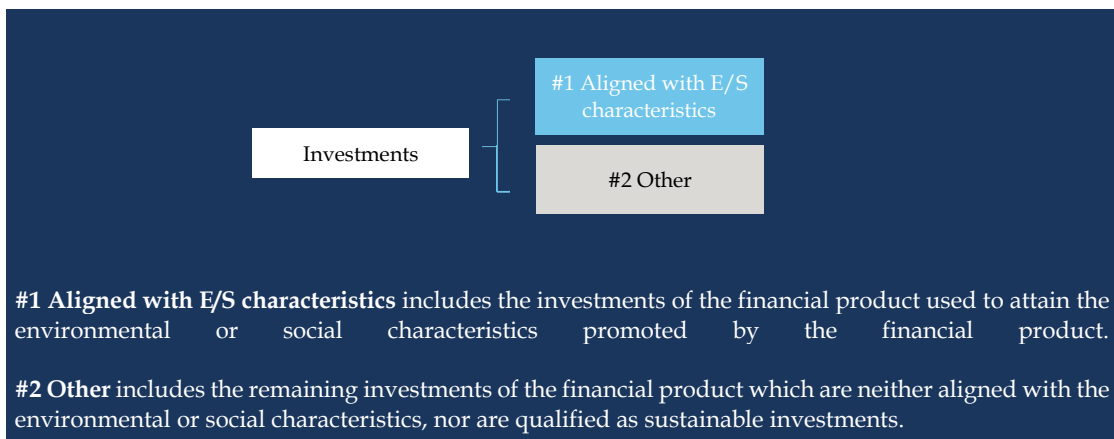 #1 Aligned with E/S
characteristics
Investments
#2 Other
#1 Aligned with E/S characteristics includes the investments of the financial product used to attain the
environmental or social characteristics promoted by the financial product.
#2 Other includes the remaining investments of the financial product which are neither aligned with the
environmental or social characteristics, nor are qualified as sustainable investments.